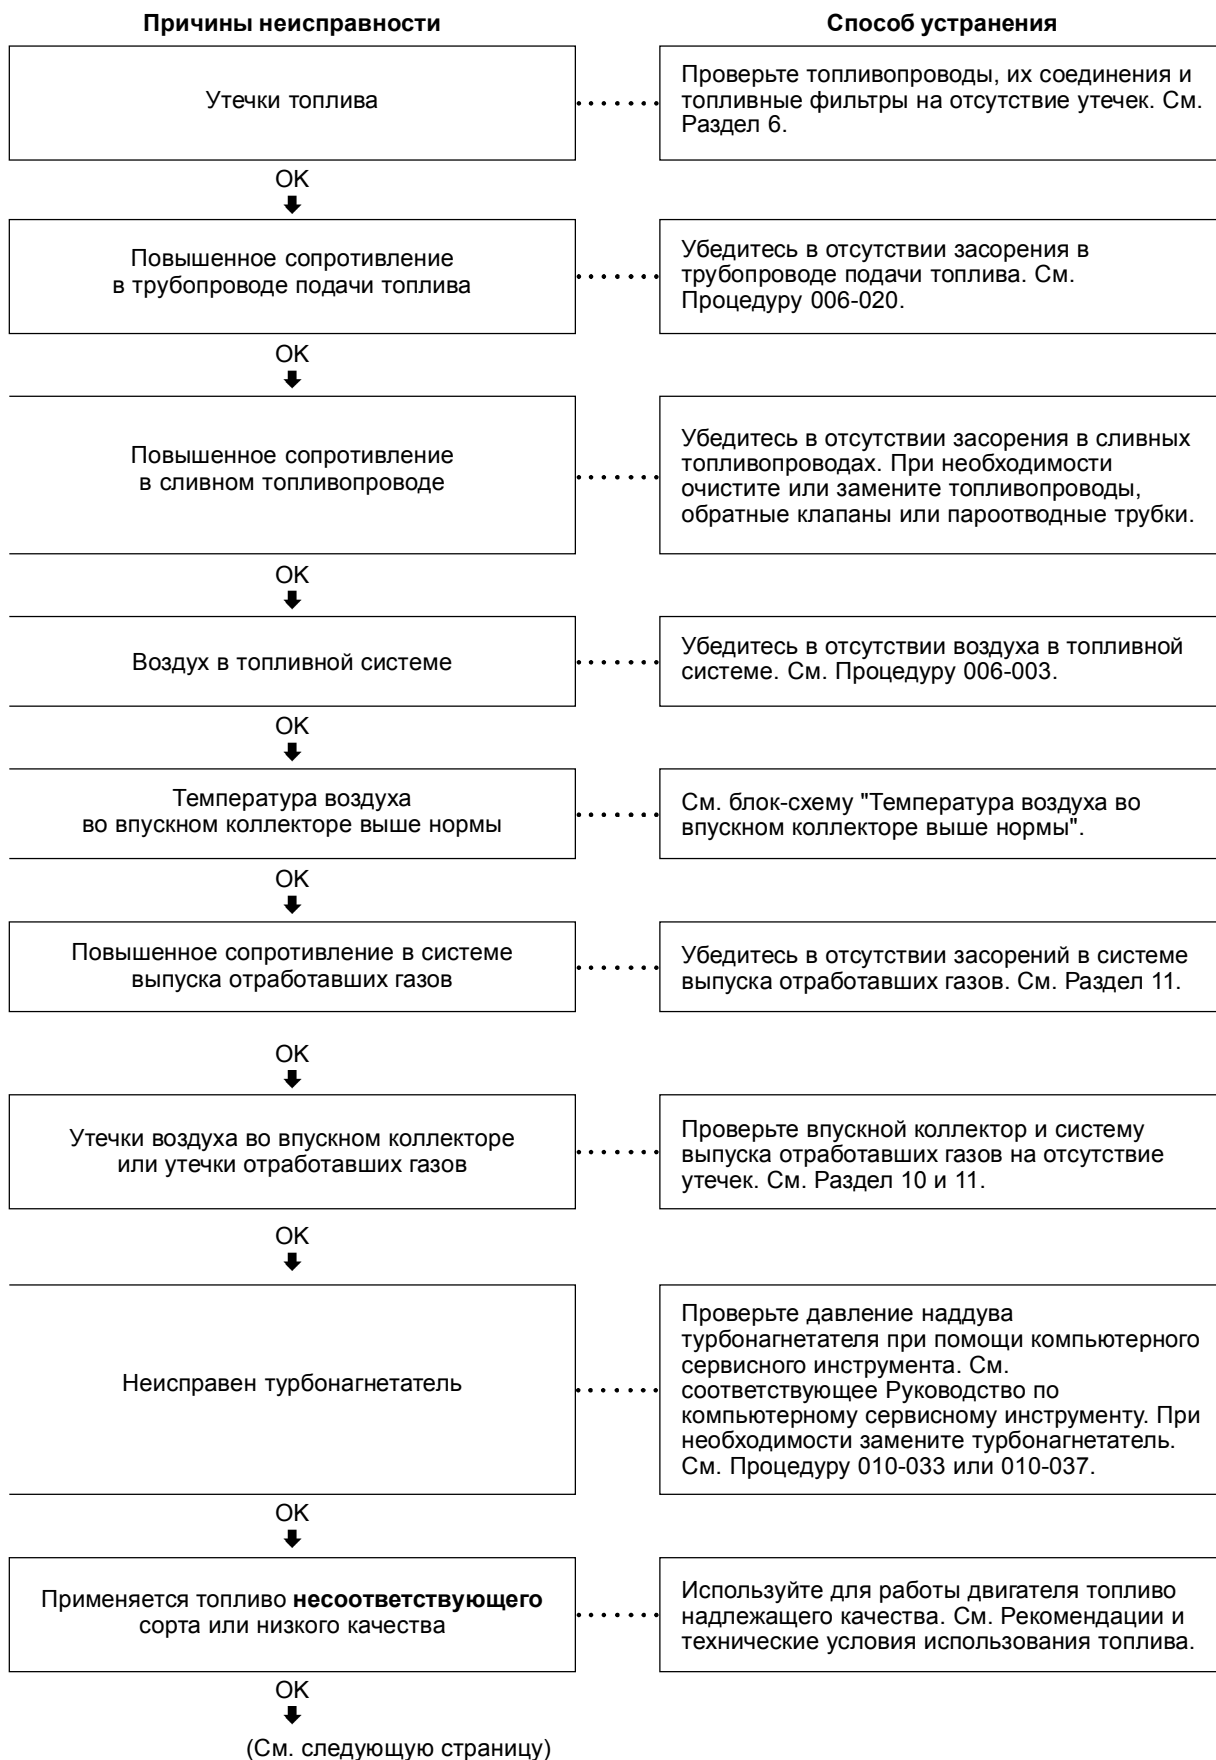 Причины неисправности
Способ устранения
Утечки топлива
Проверьте топливопроводы, их соединения и
топливные фильтры на отсутствие утечек. См.
Раздел 6.
OK
Повышенное сопротивление
в трубопроводе подачи топлива
Убедитесь в отсутствии засорения в
трубопроводе подачи топлива. См.
Процедуру 006-020.
OK
Повышенное сопротивление
в сливном топливопроводе
Убедитесь в отсутствии засорения в сливных
топливопроводах. При необходимости
очистите или замените топливопроводы,
обратные клапаны или пароотводные трубки.
OK
Воздух в топливной системе
Убедитесь в отсутствии воздуха в топливной
системе. См. Процедуру 006-003.
OK
Температура воздуха
во впускном коллекторе выше нормы
См. блок-схему "Температура воздуха во
впускном коллекторе выше нормы".
OK
Повышенное сопротивление в системе
выпуска отработавших газов
Убедитесь в отсутствии засорений в системе
выпуска отработавших газов. См. Раздел 11.
OK
Утечки воздуха во впускном коллекторе
или утечки отработавших газов
Проверьте впускной коллектор и систему
выпуска отработавших газов на отсутствие
утечек. См. Раздел 10 и 11.
OK
Неисправен турбонагнетатель
Проверьте давление наддува
турбонагнетателя при помощи компьютерного
сервисного инструмента. См.
соответствующее Руководство по
компьютерному сервисному инструменту. При
необходимости замените турбонагнетатель.
См. Процедуру 010-033 или 010-037.
OK
Применяется топливо несоответствующего
сорта или низкого качества
Используйте для работы двигателя топливо
надлежащего качества. См. Рекомендации и
технические условия использования топлива.
OK
(См. следующую страницу)